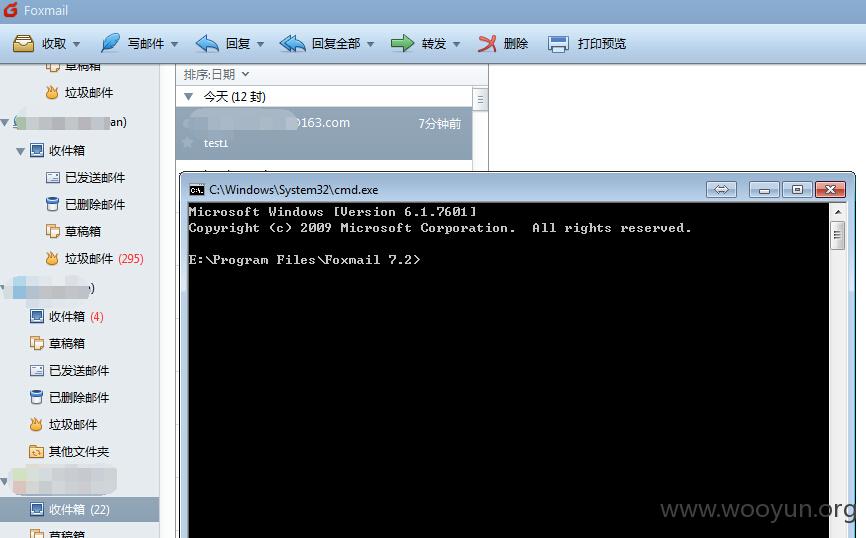 Foxmail
收取 写邮件 回复 回复全部 转发 删除 打印预览
草稿箱
垃圾邮件
an)
收件箱
已发送邮件
已删除邮件
草稿箱
垃圾邮件 (295)
)
收件箱 (4)
草稿箱
已发送邮件
已删除邮件
垃圾邮件
其他文件夹
收件箱 (22)
草稿箱
排序:日期
今天 (12 封)
@163.com 7分钟前
test1
C:\Windows\System32\cmd.exe
C:\.
Microsoft Windows [Version 6.1.7601]
Copyright (c) 2009 Microsoft Corporation.  All rights reserved.
E:\Program Files\Foxmail 7.2>
www.wooyun.org